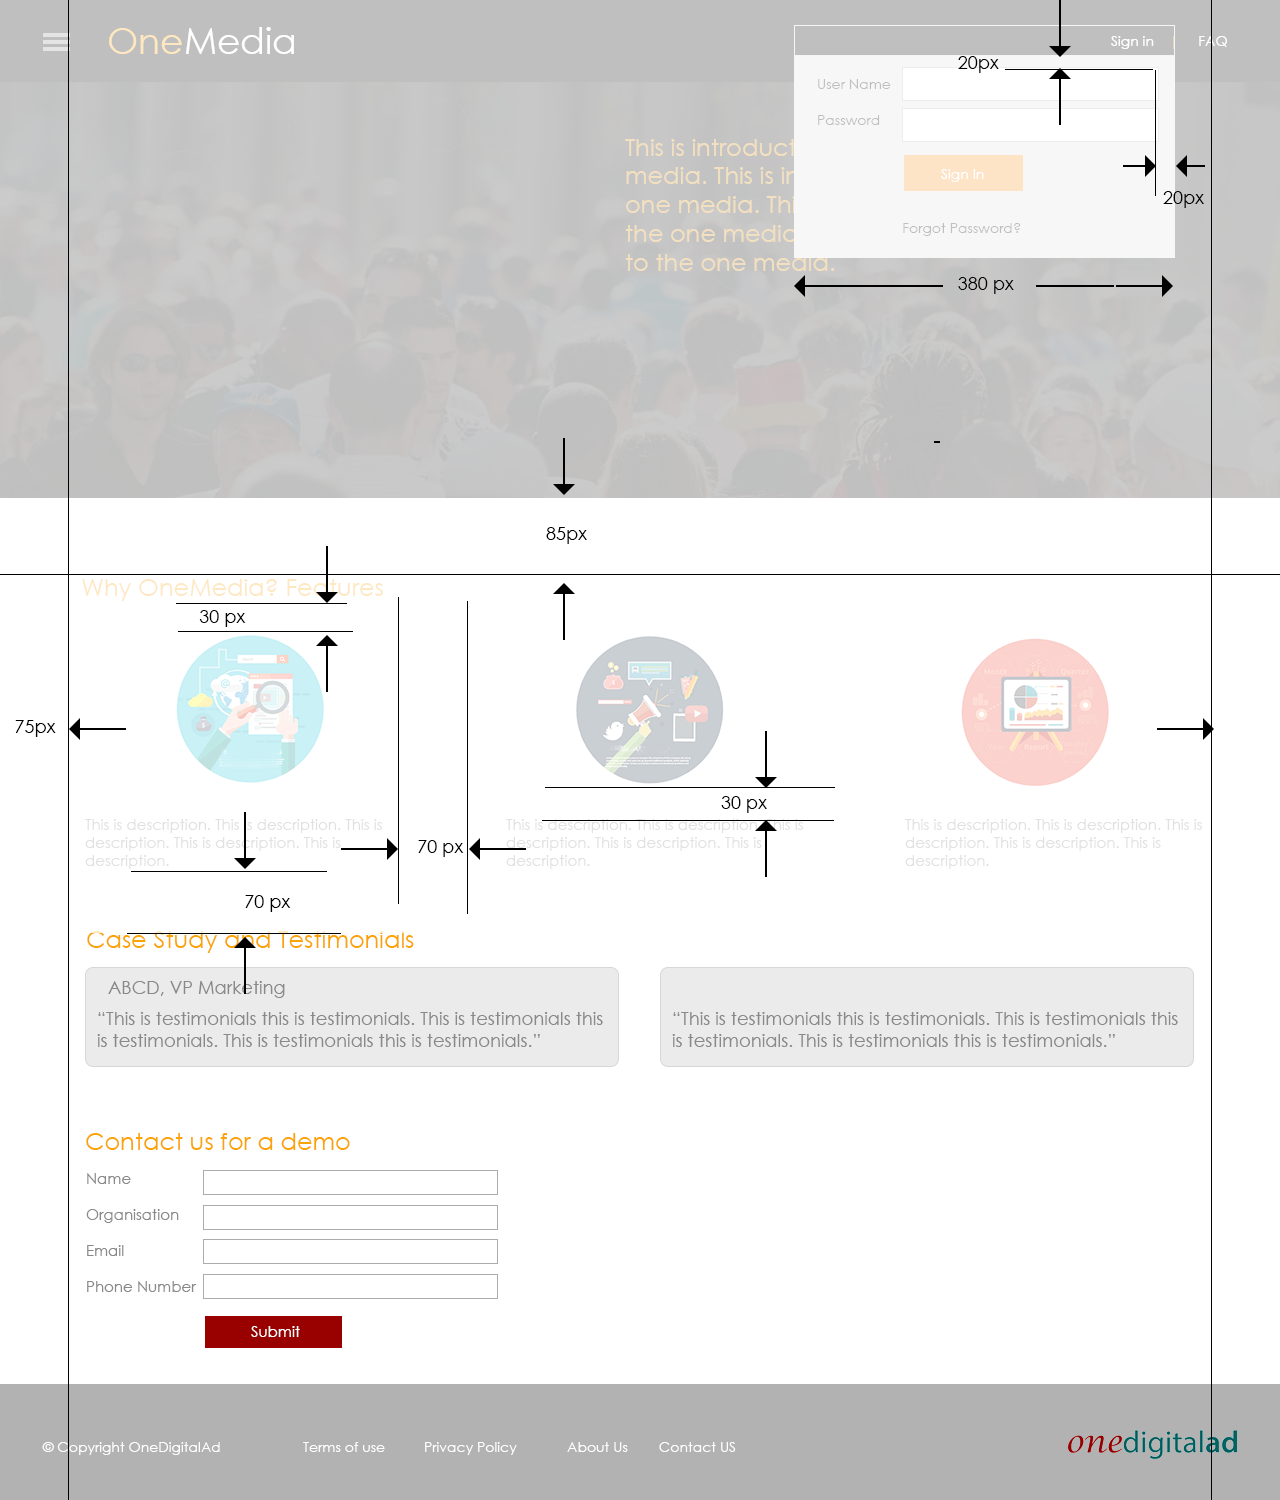 OneMedia
Sign in | FAQ
20px
User Name
Password
Sign In
20px
Forgot Password?
This is introduct
media. This is in
one media. Thi
the one media
to the one media.
380 px
85px
Why OneMedia? Features
30 px
75px
30 px
This is description. This is description. This is
description. This is description. This is
description.
This is description. This is description. This is
description. This is description. This is
description.
This is description. This is description. This is
description. This is description. This is
description.
70 px
70 px
Case Study and Testimonials
ABCD, VP Marketing
“This is testimonials this is testimonials. This is testimonials this
is testimonials. This is testimonials this is testimonials.”
“This is testimonials this is testimonials. This is testimonials this
is testimonials. This is testimonials this is testimonials.”
Contact us for a demo
Name
Organisation
Email
Phone Number
Submit
© Copyright OneDigitalAd
Terms of use
Privacy Policy
About Us
Contact US
onedigitalad